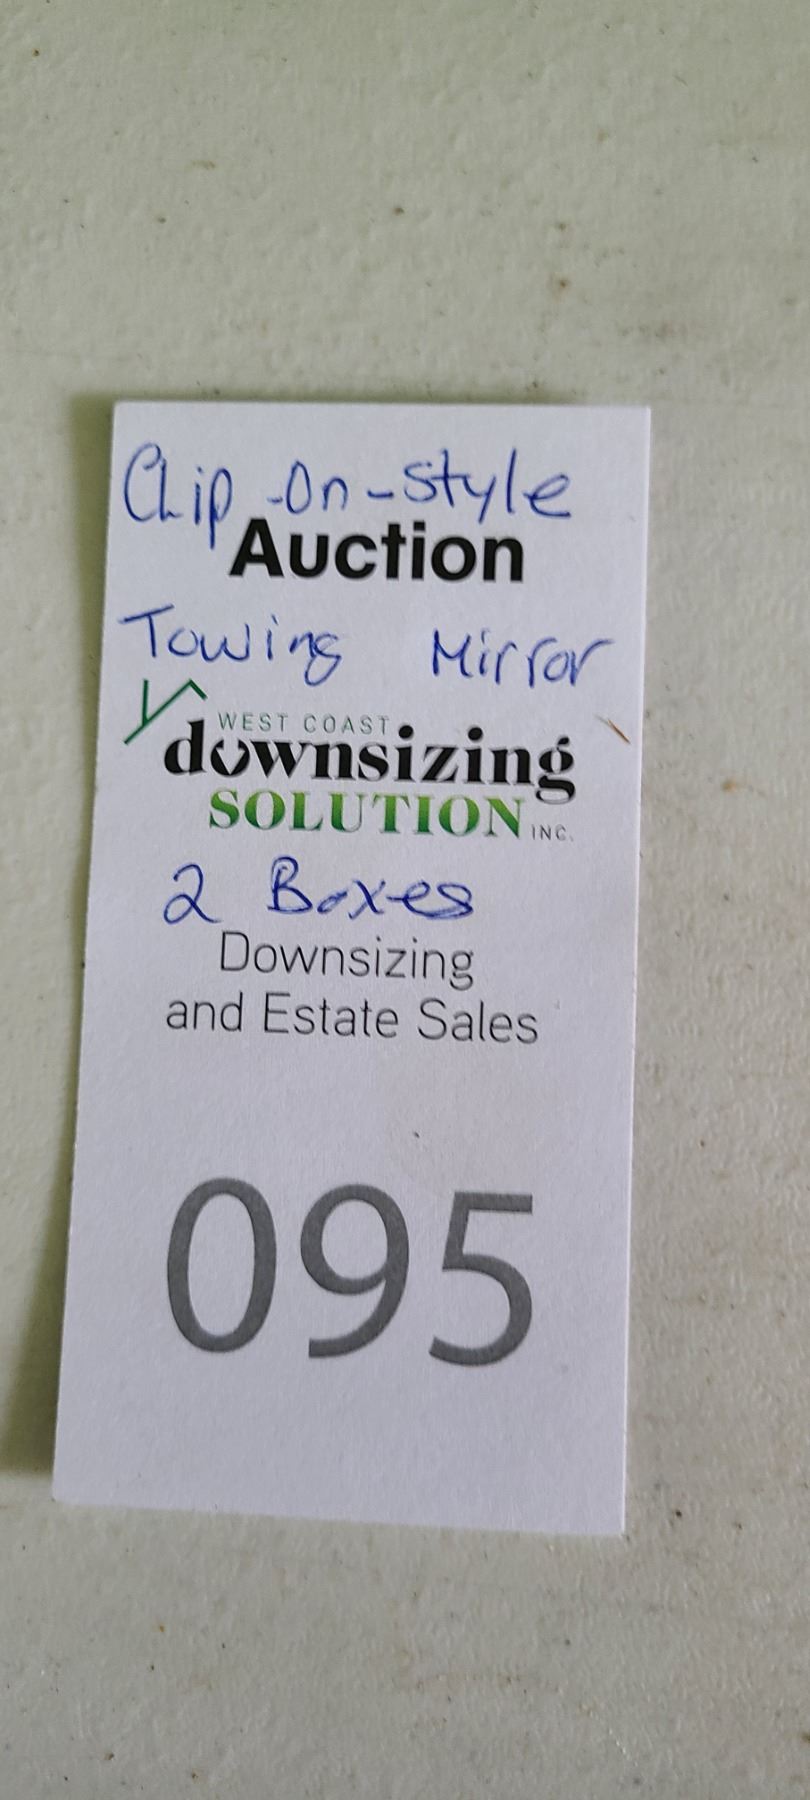 Clip-On-Style
Auction
Towing Mirror
WEST COAST
downsizing
SOLUTION INC.
2 Boxes
Downsizing
and Estate Sales
095